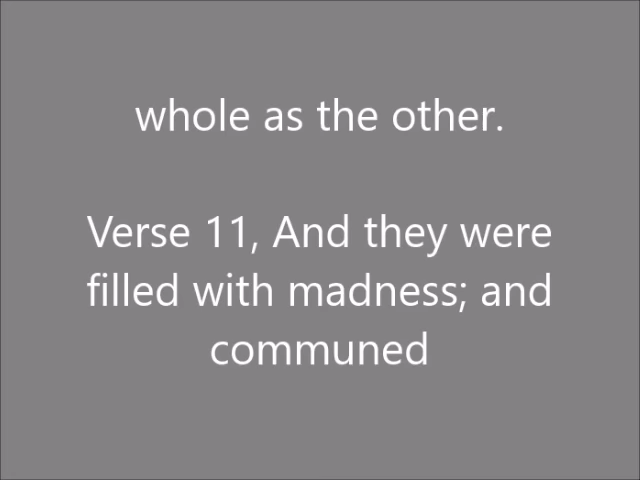 whole as the other.
Verse 11, And they were
filled with madness; and
communed